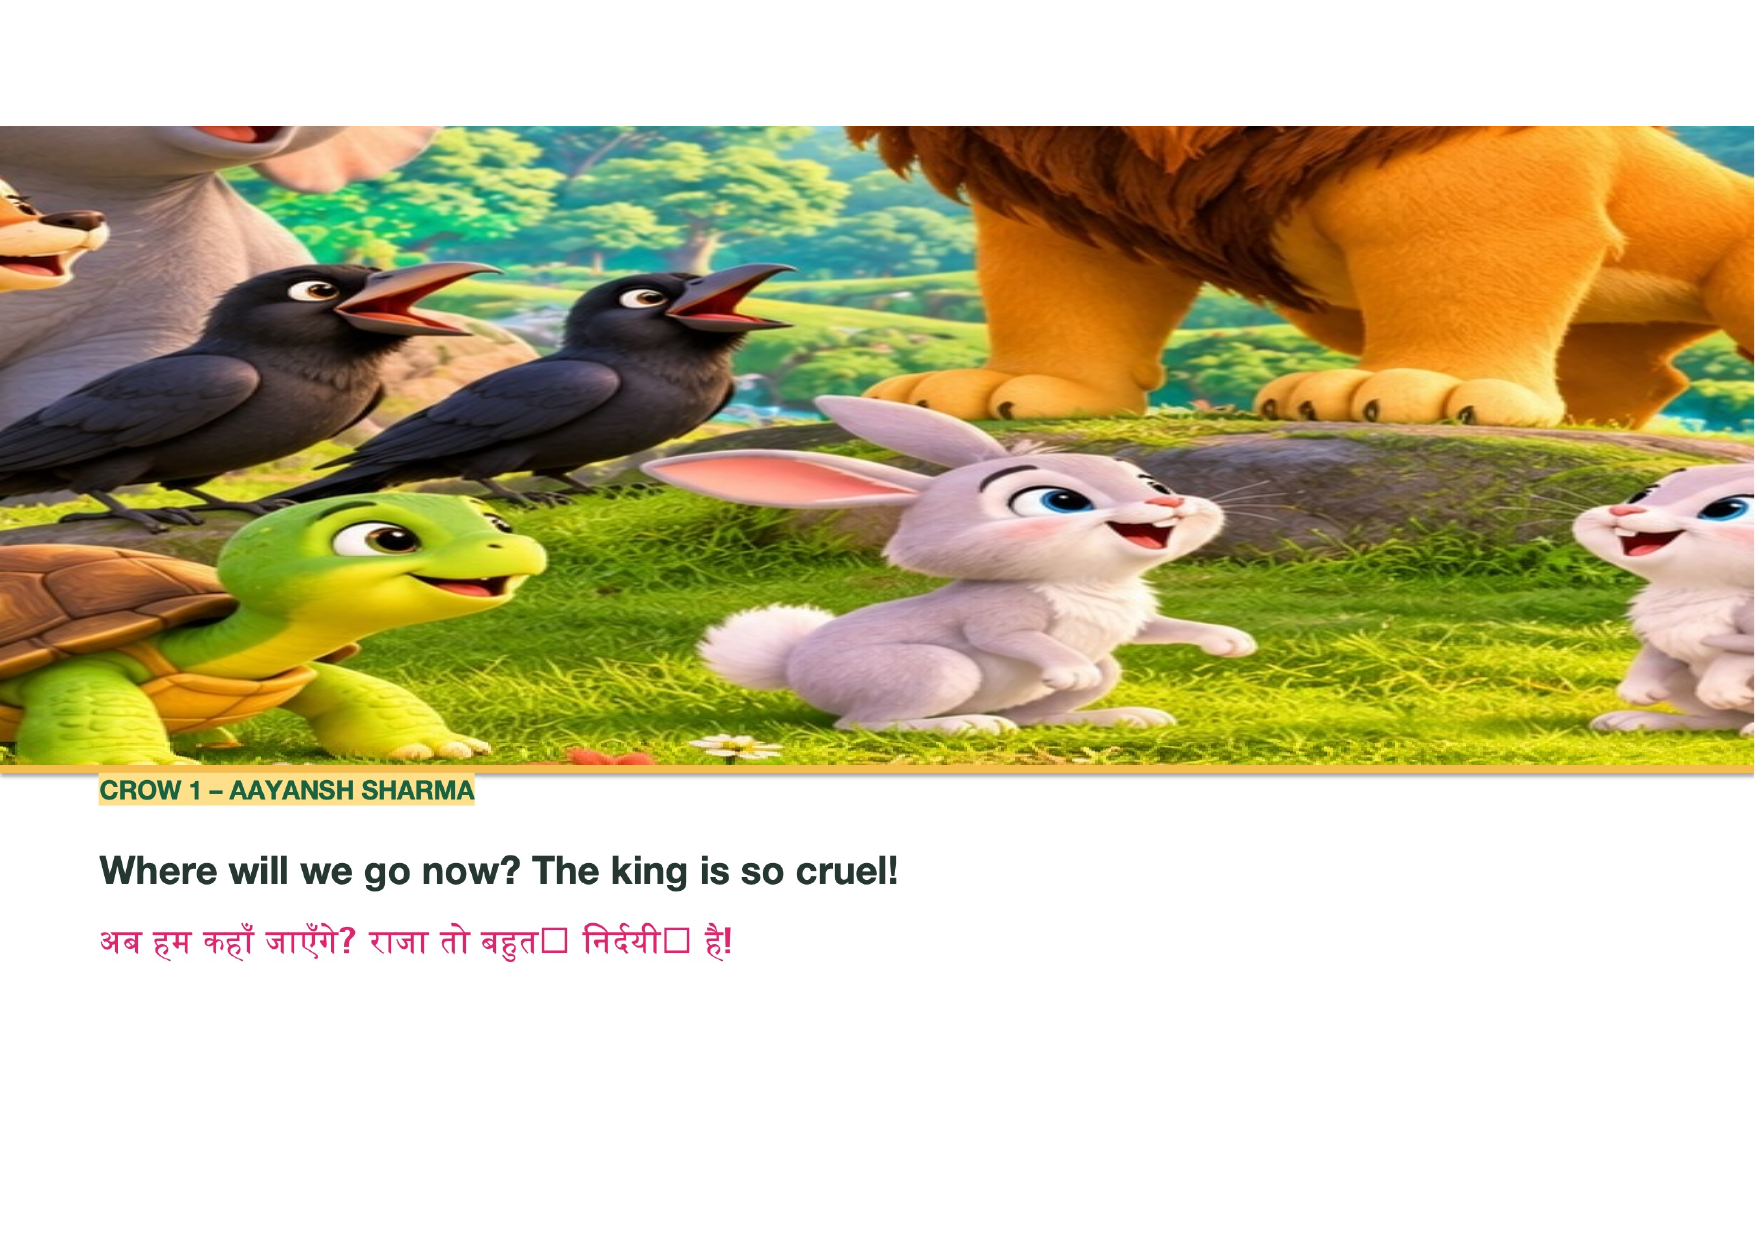 CROW 1 – AAYANSH SHARMA
Where will we go now? The king is so cruel!
अब हम कहाँ जाएँगे? राजा तो बहुत□ निर्दयी□ है!